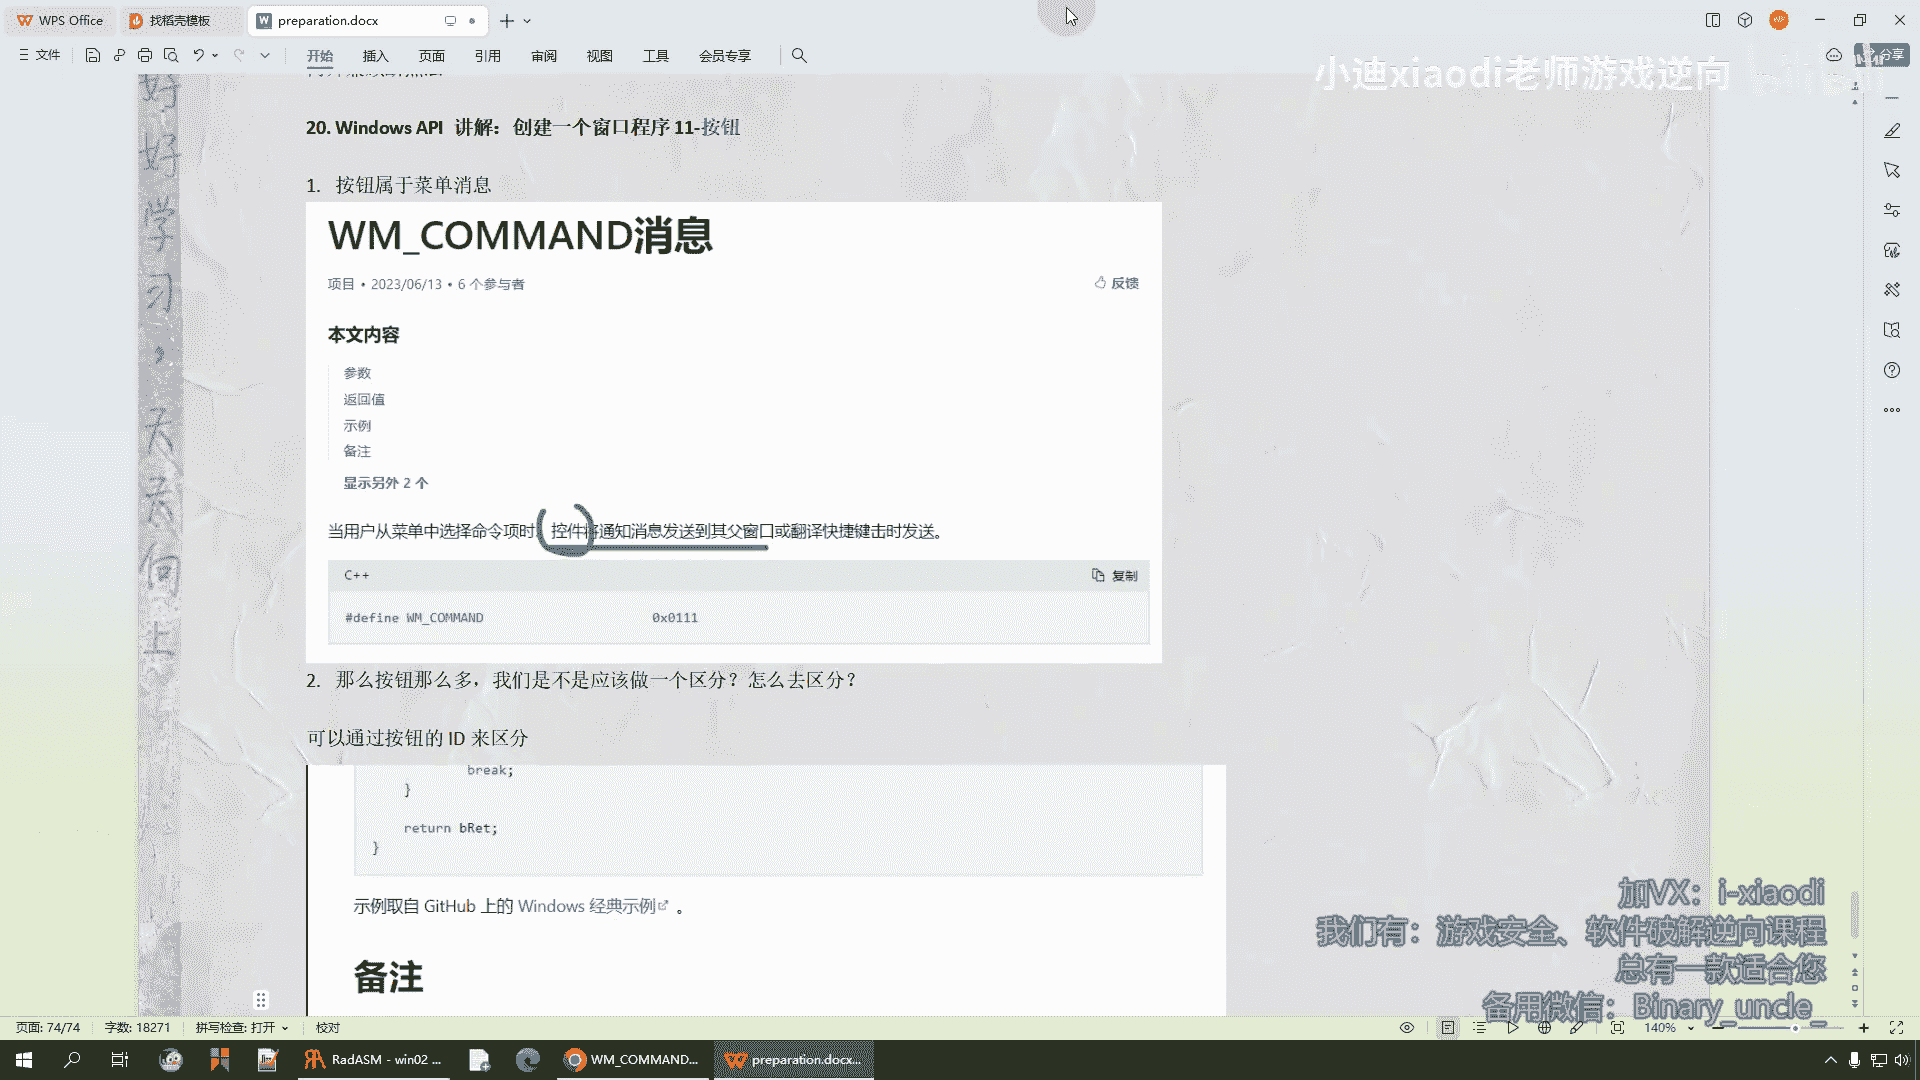 WPS Office
找稻壳模板
preparation.docx
文件
开始
插入
页面
引用
审阅
视图
工具
会员专享
分享
小迪xiaodi老师游戏逆向
好好学习，天天向上
20. Windows API 讲解：创建一个窗口程序 11-按钮
1. 按钮属于菜单消息
WM_COMMAND消息
项目 • 2023/06/13 • 6 个参与者
反馈
本文内容
参数
返回值
示例
备注
显示另外 2 个
当用户从菜单中选择命令项时，控件将通知消息发送到其父窗口或翻译快捷键击时发送。
C++
复制
#define WM_COMMAND 0x0111
2. 那么按钮那么多，我们是不是应该做一个区分？怎么去区分？
可以通过按钮的 ID 来区分
break;
}
return bRet;
}
示例取自 GitHub 上的 Windows 经典示例 。
备注
加VX：i-xiaodi
我们有：游戏安全、软件破解逆向课程
总有一款适合您
备用微信：Binary_uncle_
页面: 74/74
字数: 18271
拼写检查: 打开
校对
140%
RadASM - win02 ...
WM_COMMAND...
preparation.docx...